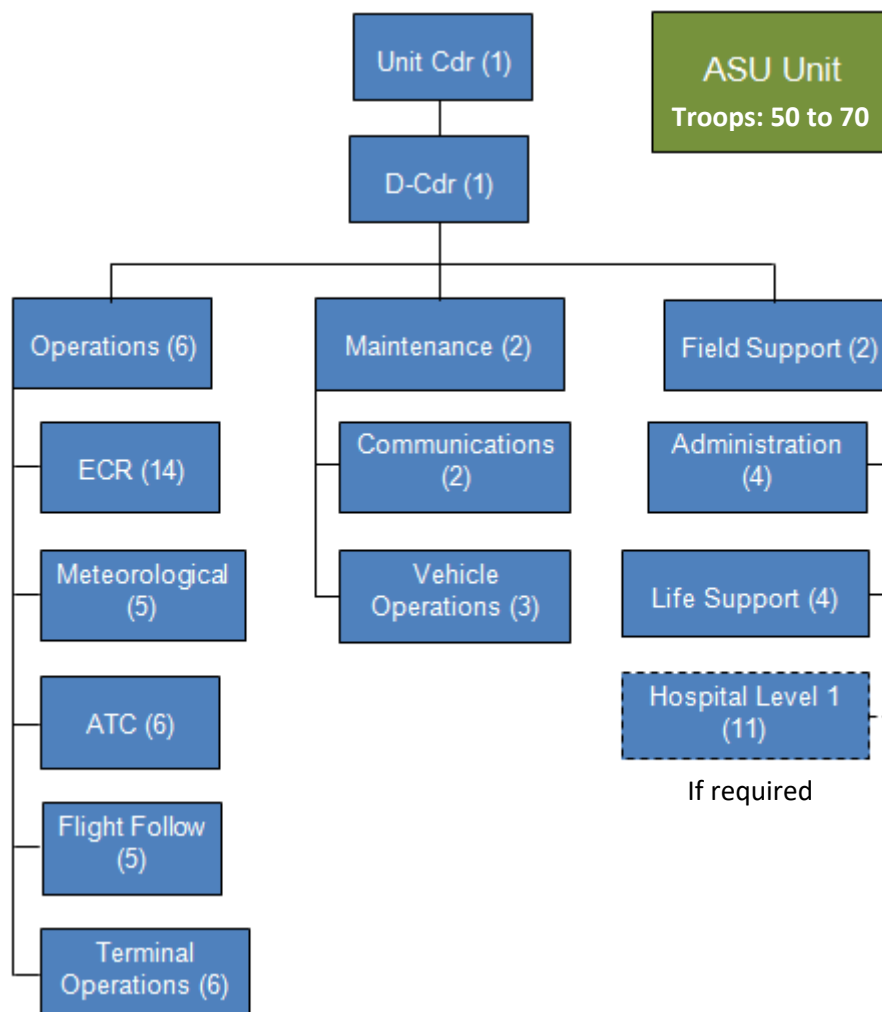 Unit Cdr (1)
ASU Unit
Troops: 50 to 70
D-Cdr (1)
Operations (6)
Maintenance (2)
Field Support (2)
ECR (14)
Communications
(2)
Administration
(4)
Meteorological
(5)
Vehicle
Operations (3)
Life Support (4)
ATC (6)
Hospital Level 1
(11)
If required
Flight Follow
(5)
Terminal
Operations (6)